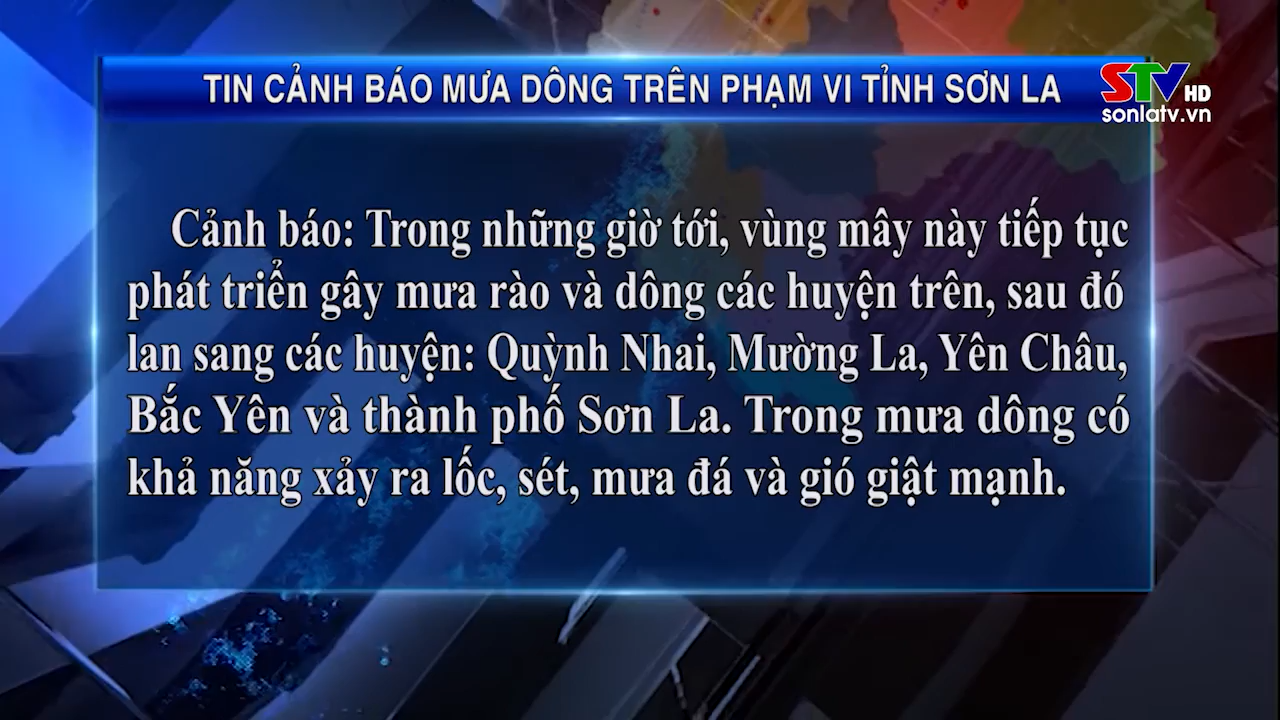 TIN CẢNH BÁO MƯA DÔNG TRÊN PHẠM VI TỈNH SƠN LA
STV HD
sonlatv.vn
Cảnh báo: Trong những giờ tới, vùng mây này tiếp tục
phát triển gây mưa rào và dông các huyện trên, sau đó
lan sang các huyện: Quỳnh Nhai, Mường La, Yên Châu,
Bắc Yên và thành phố Sơn La. Trong mưa dông có
khả năng xảy ra lốc, sét, mưa đá và gió giật mạnh.